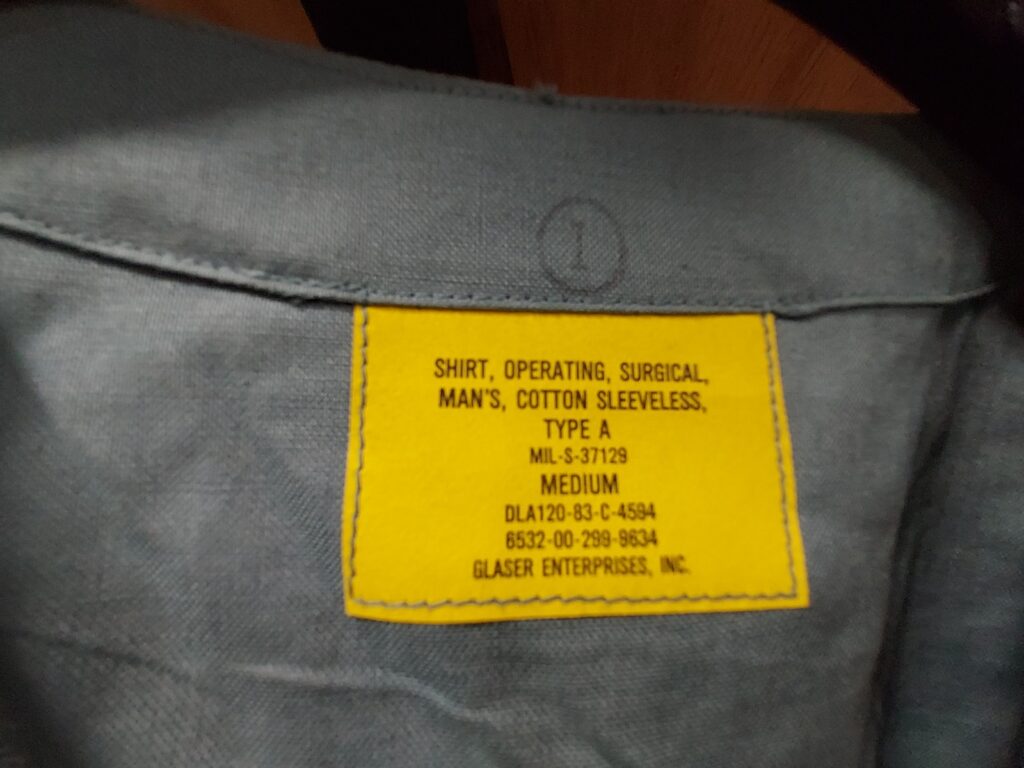 1
SHIRT, OPERATING, SURGICAL,
MAN'S, COTTON SLEEVELESS,
TYPE A
MIL-S-37129
MEDIUM
DLA120-83-C-4594
6532-00-299-9634
GLASER ENTERPRISES, INC.